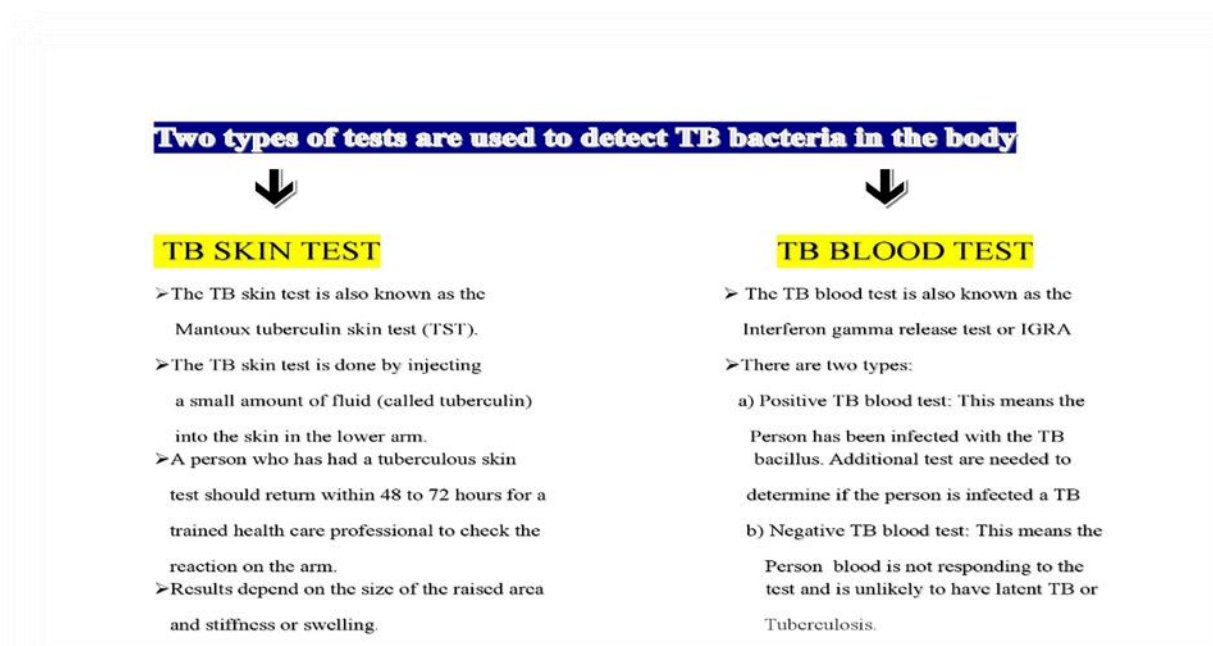 Two types of tests are used to detect TB bacteria in the body
TB SKIN TEST
➢The TB skin test is also known as the
Mantoux tuberculin skin test (TST).
➢The TB skin test is done by injecting
a small amount of fluid (called tuberculin)
into the skin in the lower arm.
➢A person who has had a tuberculous skin
test should return within 48 to 72 hours for a
trained health care professional to check the
reaction on the arm.
➢Results depend on the size of the raised area
and stiffness or swelling.
TB BLOOD TEST
➢ The TB blood test is also known as the
Interferon gamma release test or IGRA
➢There are two types:
a) Positive TB blood test: This means the
Person has been infected with the TB
bacillus. Additional test are needed to
determine if the person is infected a TB
b) Negative TB blood test: This means the
Person blood is not responding to the
test and is unlikely to have latent TB or
Tuberculosis.